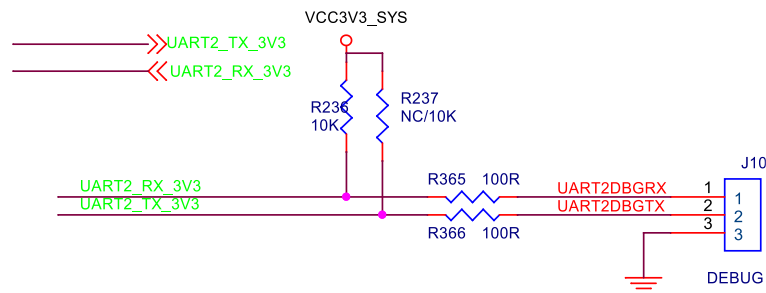 VCC3V3_SYS
UART2_TX_3V3
UART2_RX_3V3
R236
10K
R237
NC/10K
J10
UART2_RX_3V3
R365 100R
UART2DBGRX
1
1
UART2_TX_3V3
UART2DBGTX
2
2
R366 100R
3
3
DEBUG